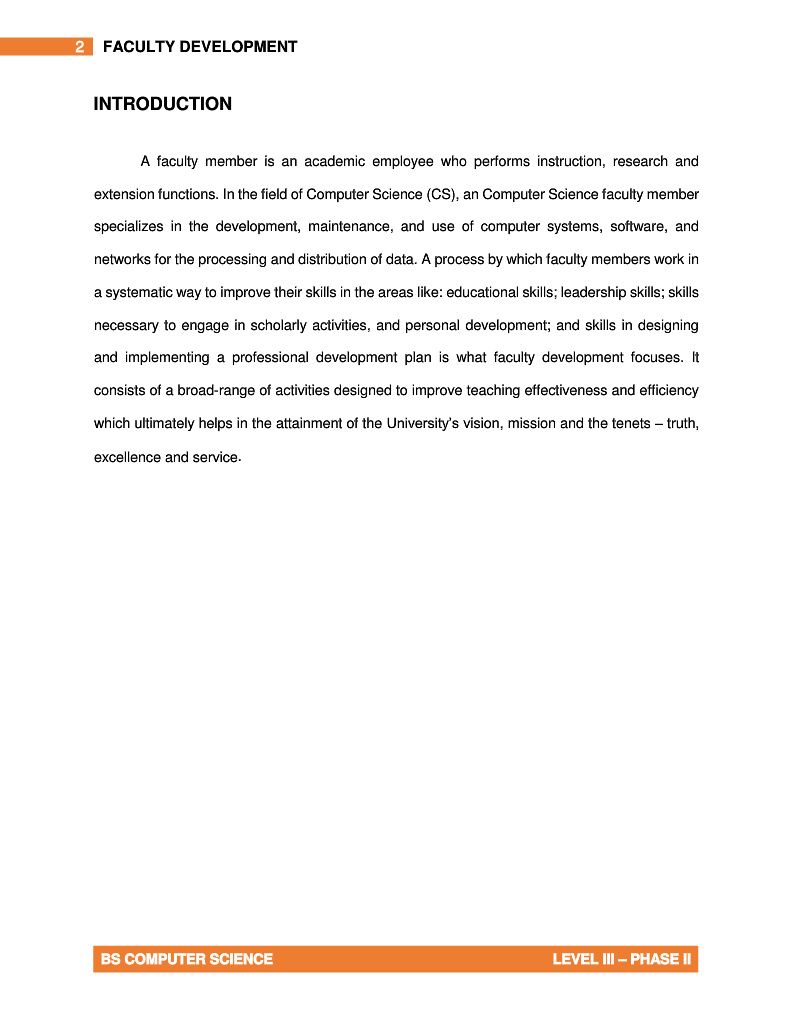 2 FACULTY DEVELOPMENT
INTRODUCTION
A faculty member is an academic employee who performs instruction, research and
extension functions. In the field of Computer Science (CS), an Computer Science faculty member
specializes in the development, maintenance, and use of computer systems, software, and
networks for the processing and distribution of data. A process by which faculty members work in
a systematic way to improve their skills in the areas like: educational skills; leadership skills; skills
necessary to engage in scholarly activities, and personal development; and skills in designing
and implementing a professional development plan is what faculty development focuses. It
consists of a broad-range of activities designed to improve teaching effectiveness and efficiency
which ultimately helps in the attainment of the University's vision, mission and the tenets – truth,
excellence and service.
BS COMPUTER SCIENCE LEVEL III – PHASE II